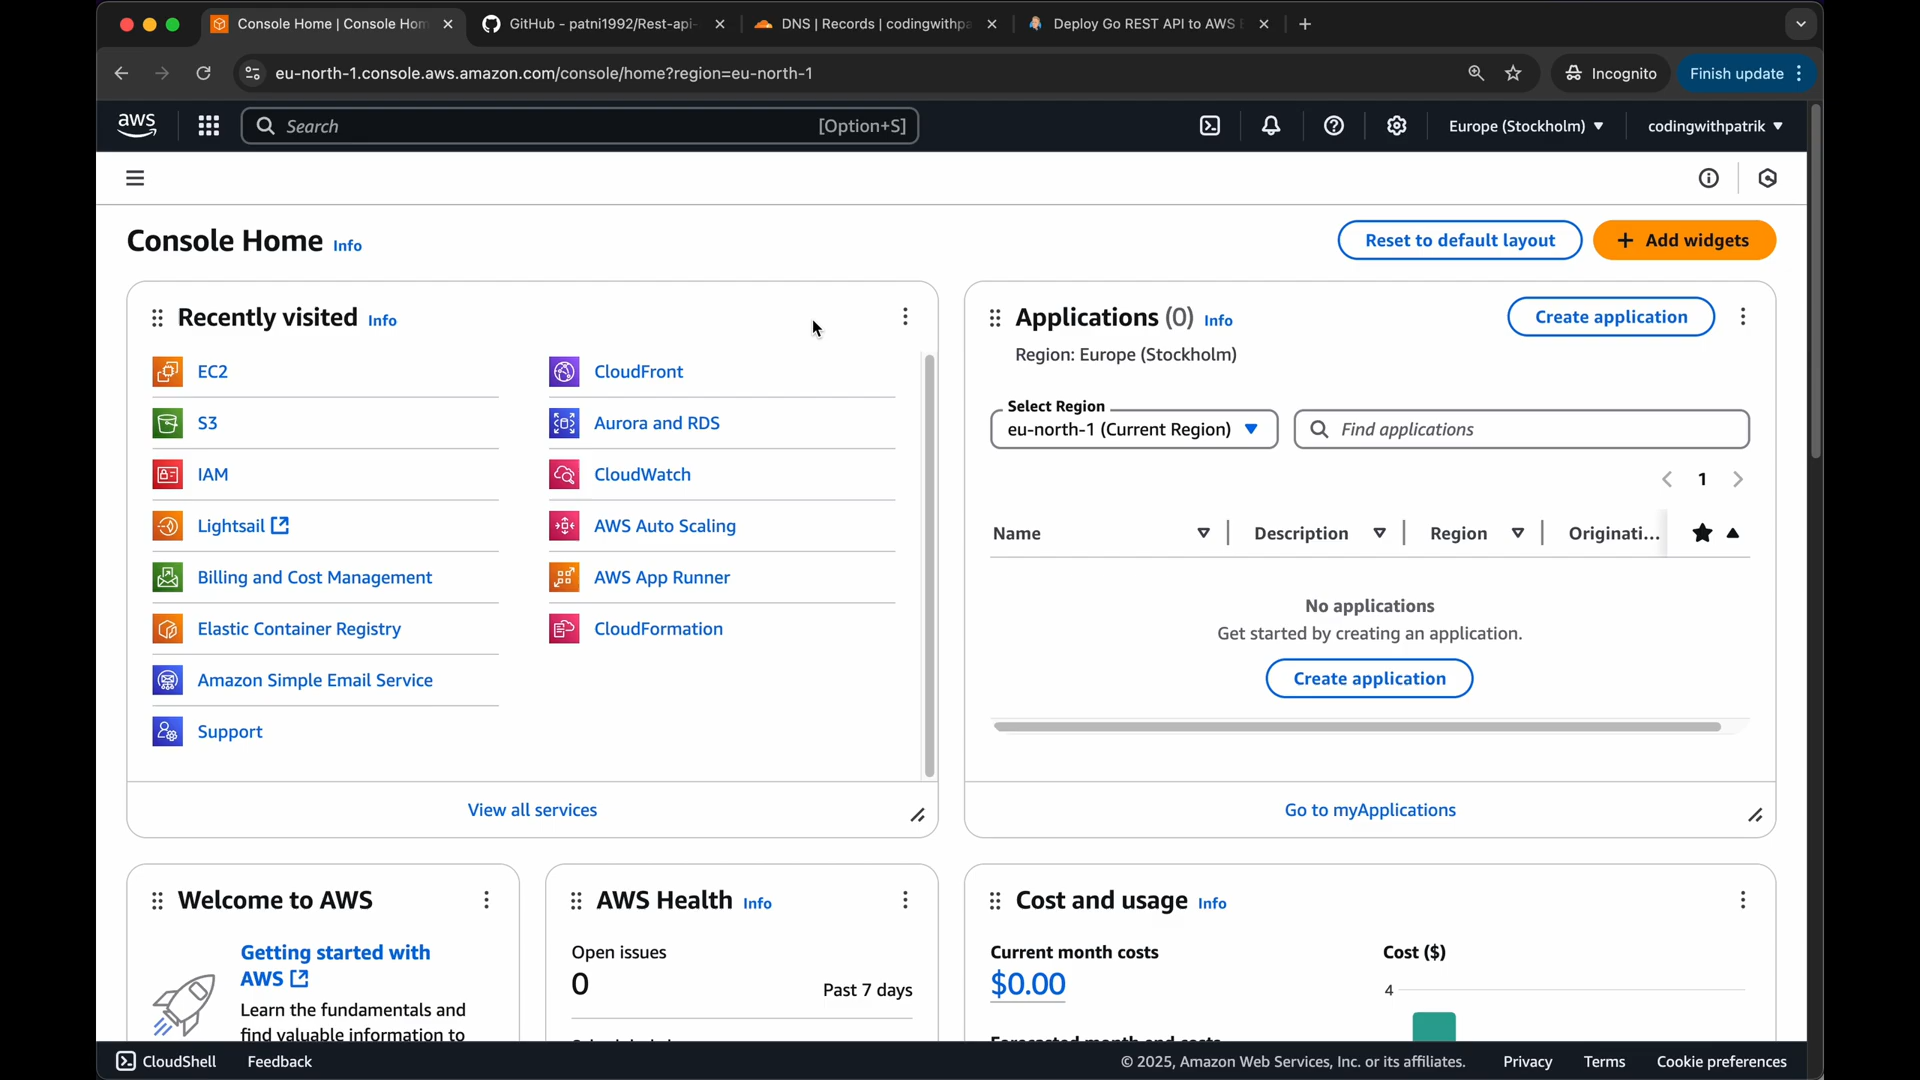 Console Home | Console Hom
GitHub - patni1992/Rest-api-
DNS | Records | codingwithpa
Deploy Go REST API to AWS E
eu-north-1.console.aws.amazon.com/console/home?region=eu-north-1
Incognito
Finish update
aws
Search
[Option+S]
Europe (Stockholm)
codingwithpatrik
Console Home Info
Reset to default layout
+ Add widgets
Recently visited Info
EC2
S3
IAM
Lightsail
Billing and Cost Management
Elastic Container Registry
Amazon Simple Email Service
Support
CloudFront
Aurora and RDS
CloudWatch
AWS Auto Scaling
AWS App Runner
CloudFormation
View all services
Applications (0) Info
Create application
Region: Europe (Stockholm)
Select Region
eu-north-1 (Current Region)
Find applications
1
Name
Description
Region
Originati...
No applications
Get started by creating an application.
Create application
Go to myApplications
Welcome to AWS
Getting started with
AWS
Learn the fundamentals and
find valuable information to
AWS Health Info
Open issues
0
Past 7 days
Cost and usage Info
Current month costs
$0.00
Cost ($)
4
CloudShell
Feedback
© 2025, Amazon Web Services, Inc. or its affiliates.
Privacy
Terms
Cookie preferences